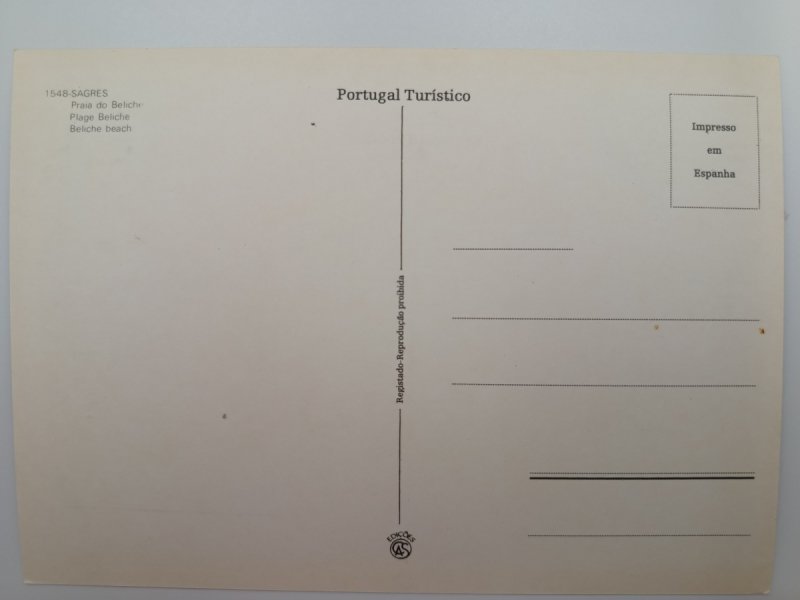 1548-SAGRES
Praia do Beliche
Plage Beliche
Beliche beach
Portugal Turístico
Impresso
em
Espanha
Registado-Reprodução proibida
EDIÇÕES